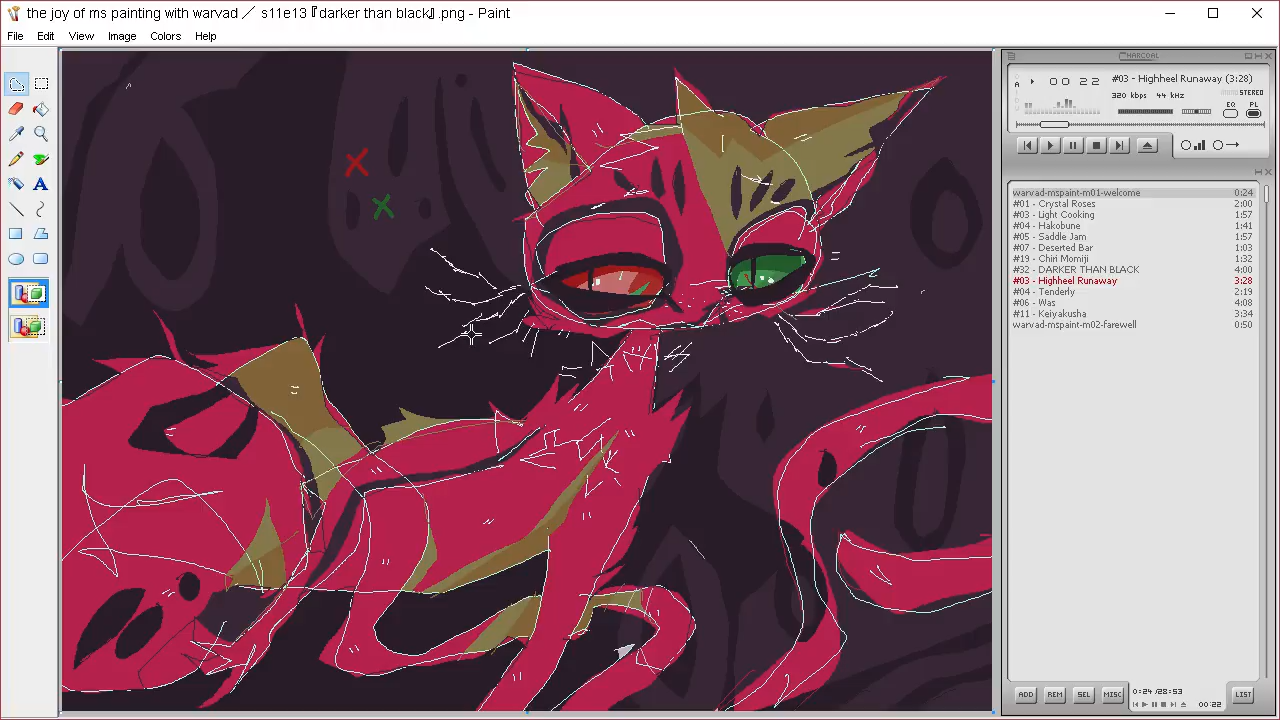 the joy of ms painting with warvad ／ s11e13『darker than black』.png - Paint
File Edit View Image Colors Help
CHARCOAL
00 22
#03 - Highheel Runaway (3:28)
320 kbps 44 kHz STEREO
EQ PL
warvad-mspaint-m01-welcome 0:24
#01 - Crystal Roses 2:00
#03 - Light Cooking 1:57
#04 - Hakobune 1:41
#05 - Saddle Jam 1:57
#07 - Deserted Bar 1:03
#19 - Chiri Momiji 1:52
#32 - DARKER THAN BLACK 4:00
#03 - Highheel Runaway 3:28
#04 - Tenderly 2:19
#06 - Was 4:08
#11 - Keiyakusha 3:34
warvad-mspaint-m02-farewell 0:50
ADD REM SEL MISC 0:24/28:53 00:22 LIST